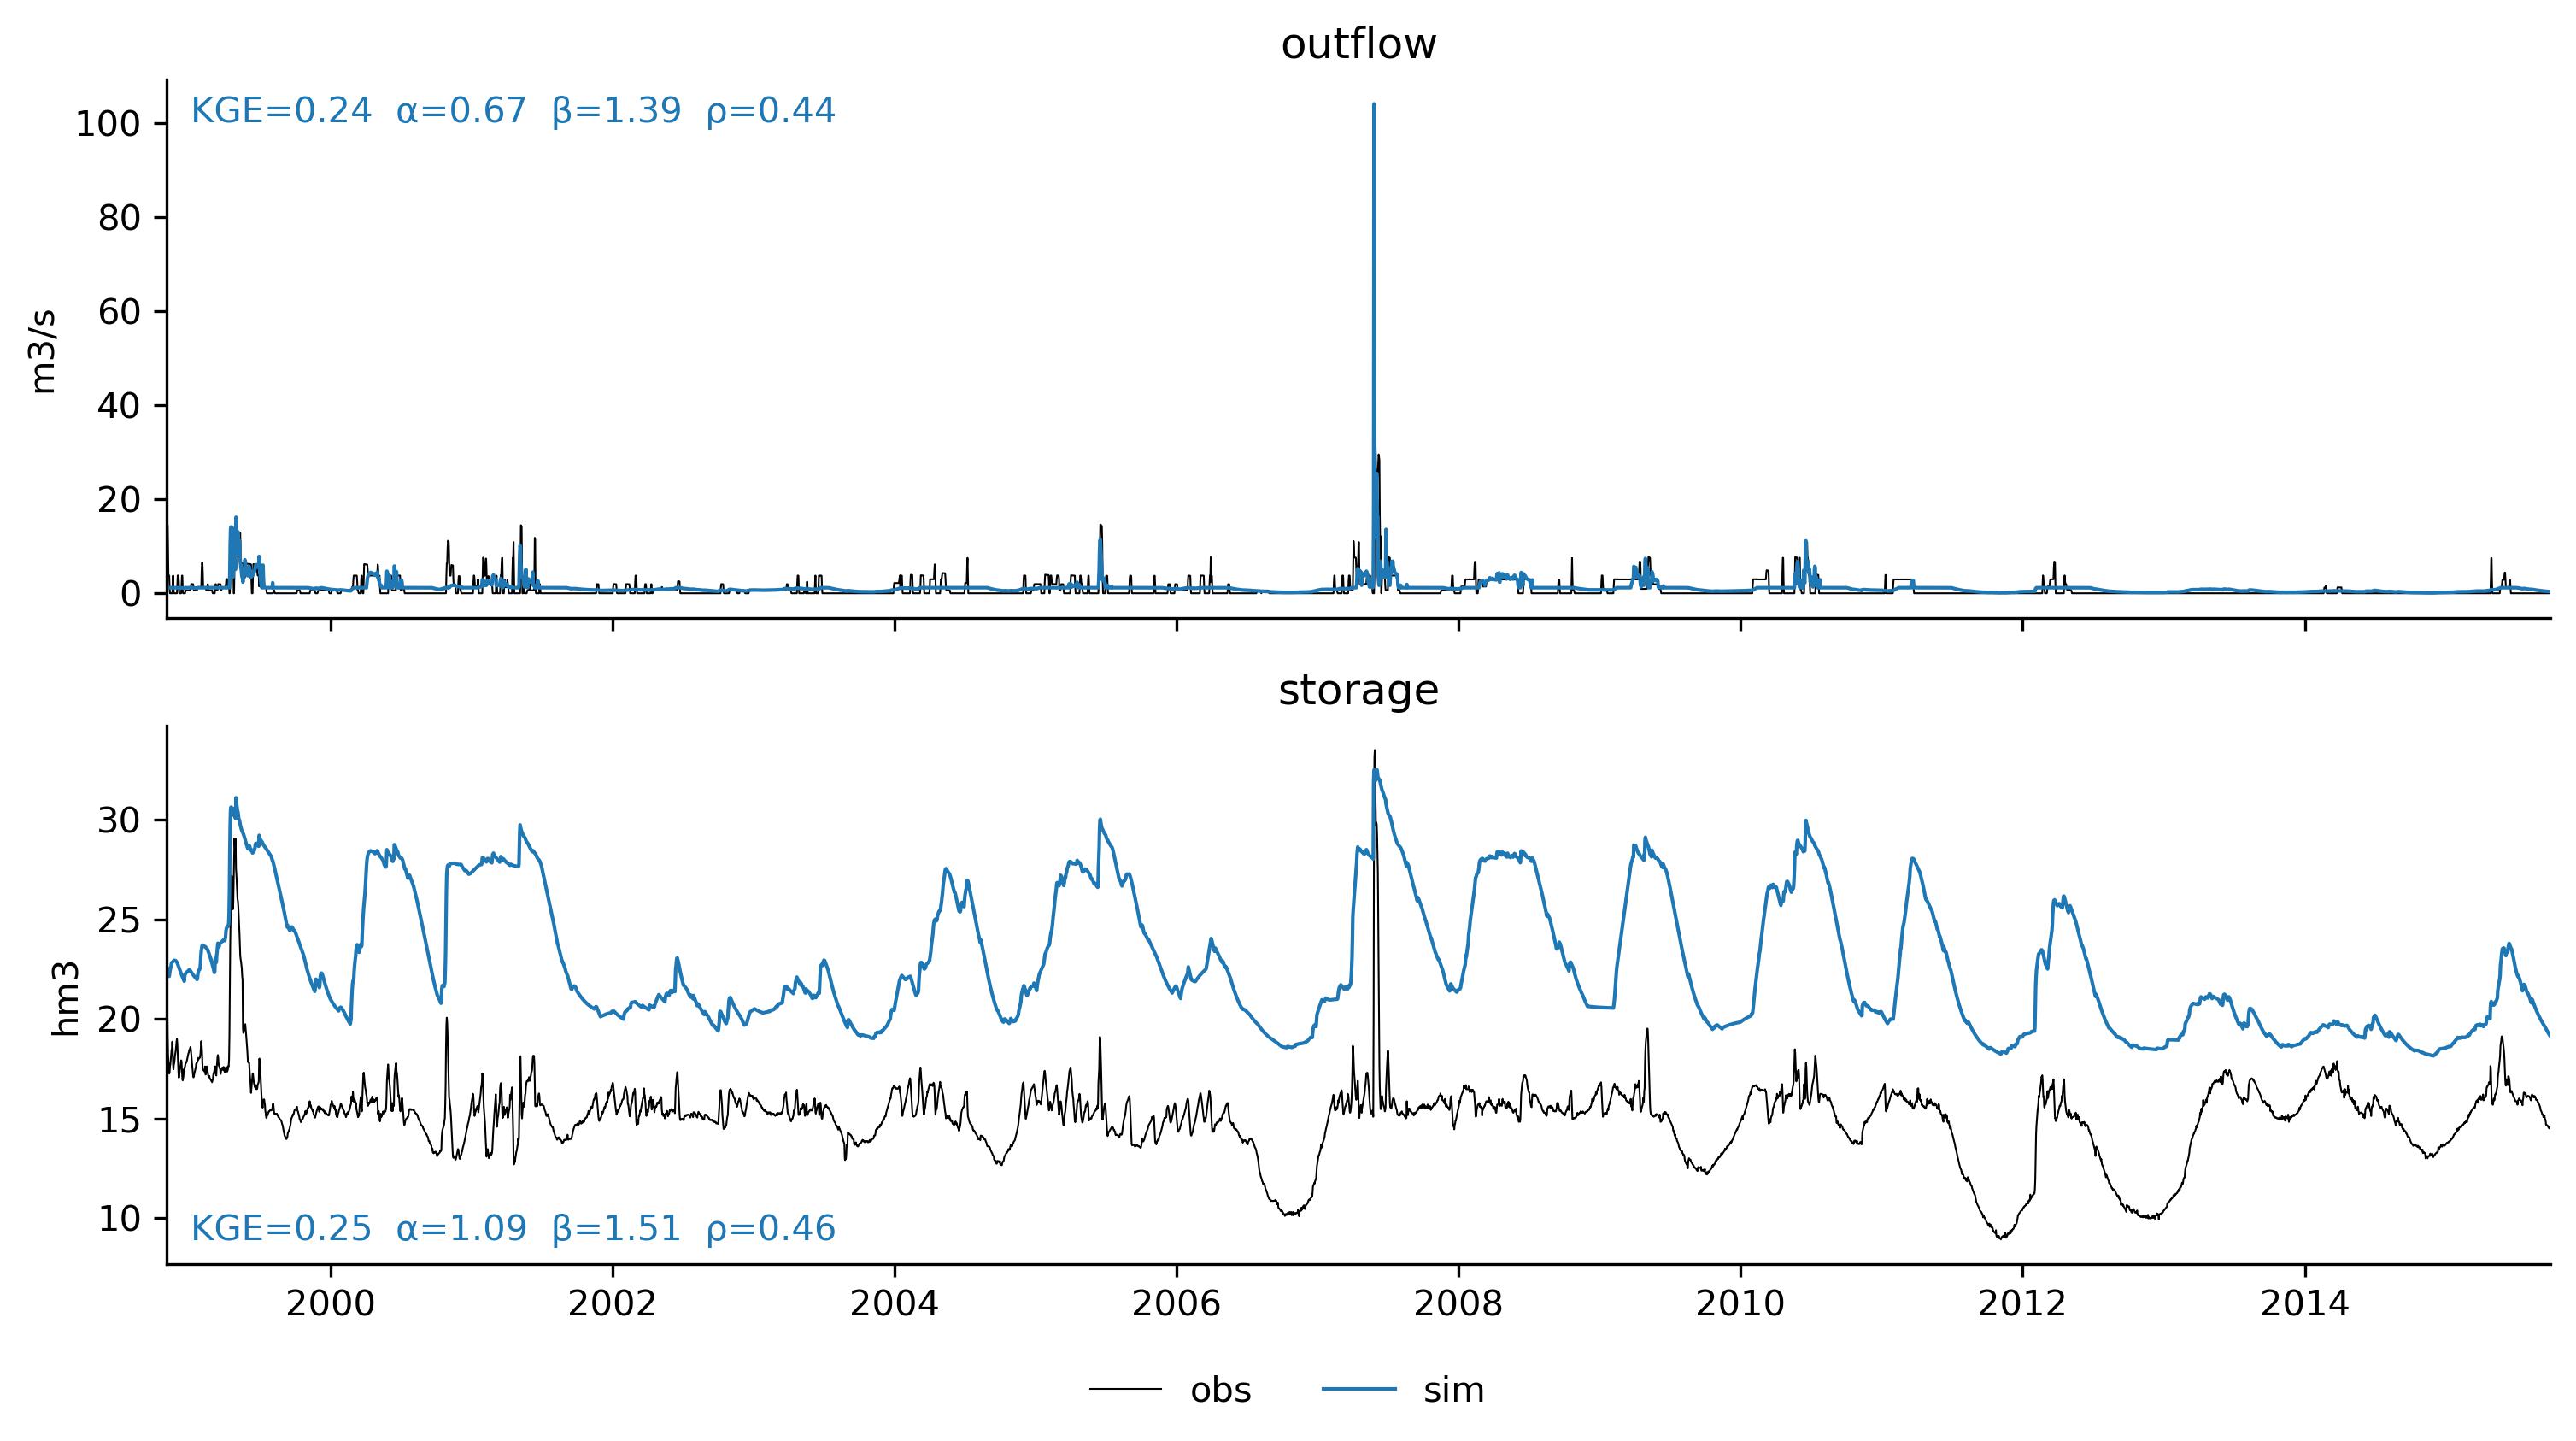 outflow
KGE=0.24 α=0.67 β=1.39 ρ=0.44
100
80
60
40
20
0
m3/s
storage
30
25
20
15
10
hm3
KGE=0.25 α=1.09 β=1.51 ρ=0.46
2000 2002 2004 2006 2008 2010 2012 2014
obs sim